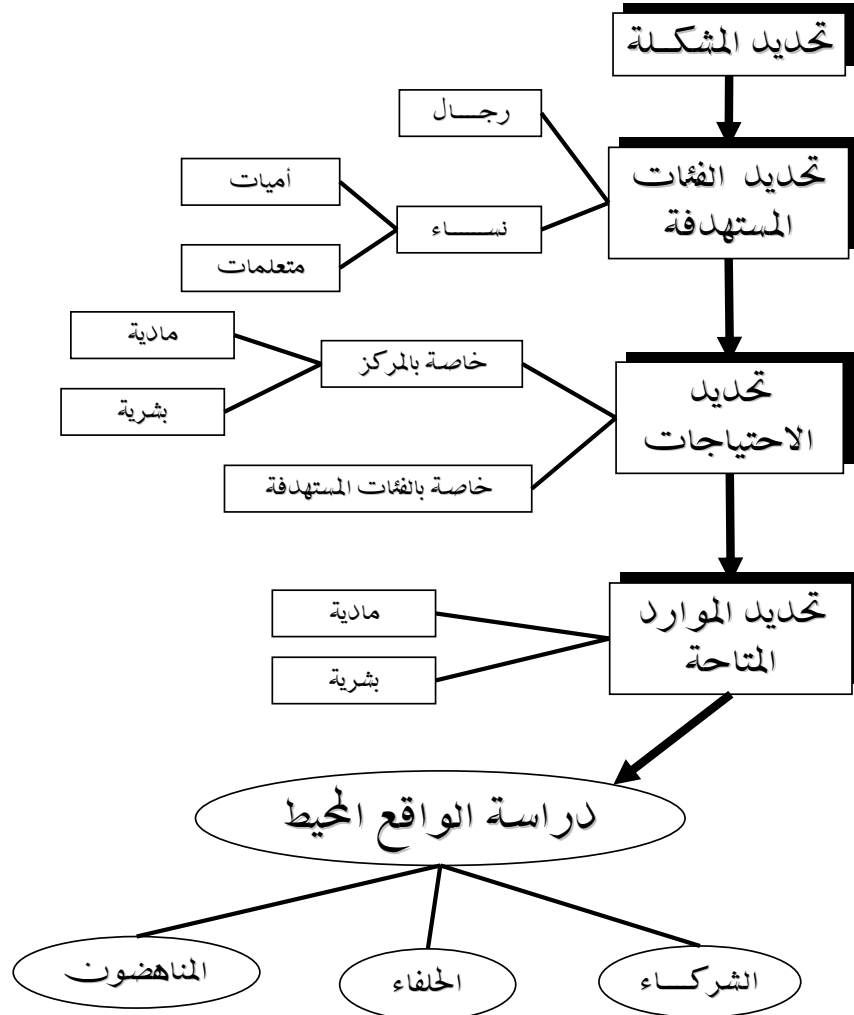 تحديد المشكلة
رجال
تحديد الفئات
المستهدفة
أميات
نساء
متعلمات
مادية
خاصة بالمركز
بشرية
تحديد
الاحتياجات
خاصة بالفئات المستهدفة
تحديد الموارد
المتاحة
مادية
بشرية
دراسة الواقع المحيط
الشركاء
الحلفاء
المناهضون